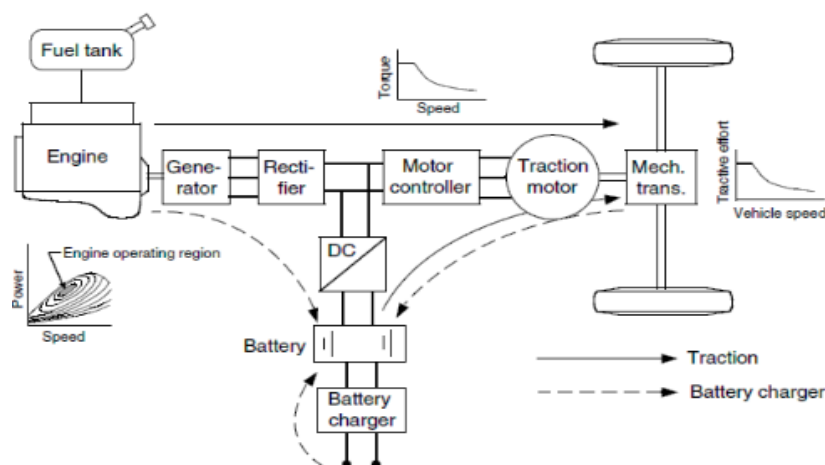 Fuel tank
Torque
Speed
Engine
Gene-
rator
Recti-
fier
Motor
controller
Traction
motor
Mech.
trans.
Tractive effort
Vehicle speed
Engine operating region
Power
Speed
DC
Battery
Traction
Battery charger
Battery
charger